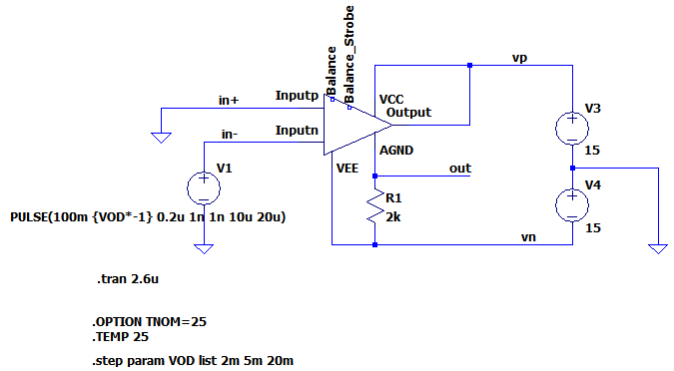 Balance
Balance_Strobe
vp
Inputp
VCC
Output
in+
V3
Inputn
in-
15
AGND
V1
VEE
out
V4
R1
15
PULSE(100m {VOD*-1} 0.2u 1n 1n 10u 20u)
2k
vn
.tran 2.6u
.OPTION TNOM=25
.TEMP 25
.step param VOD list 2m 5m 20m